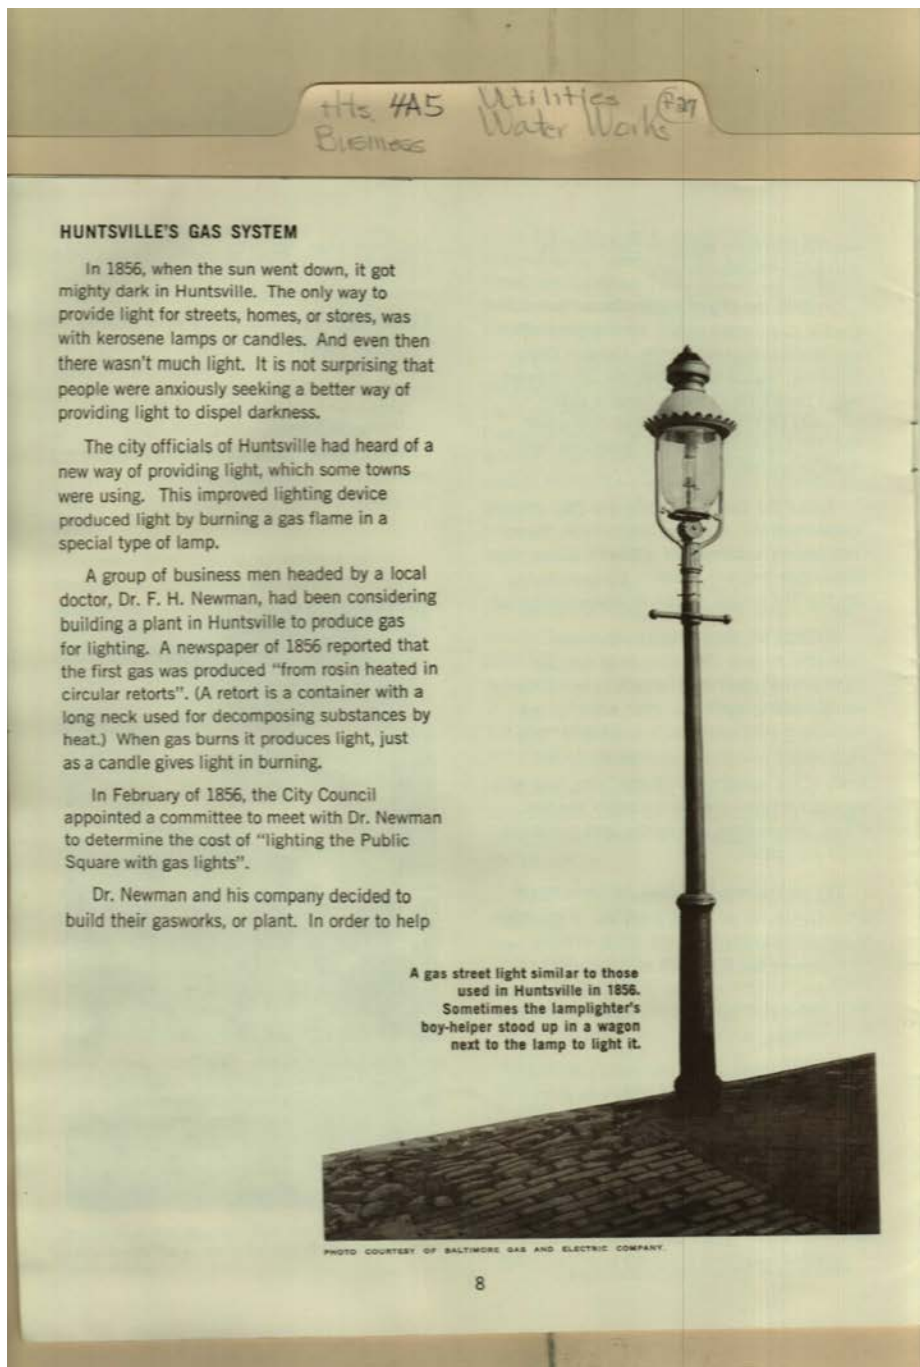 Hts. 4A5 Utilities F27
Business Water Works
HUNTSVILLE'S GAS SYSTEM
In 1856, when the sun went down, it got
mighty dark in Huntsville. The only way to
provide light for streets, homes, or stores, was
with kerosene lamps or candles. And even then
there wasn't much light. It is not surprising that
people were anxiously seeking a better way of
providing light to dispel darkness.
The city officials of Huntsville had heard of a
new way of providing light, which some towns
were using. This improved lighting device
produced light by burning a gas flame in a
special type of lamp.
A group of business men headed by a local
doctor, Dr. F. H. Newman, had been considering
building a plant in Huntsville to produce gas
for lighting. A newspaper of 1856 reported that
the first gas was produced "from rosin heated in
circular retorts". (A retort is a container with a
long neck used for decomposing substances by
heat.) When gas burns it produces light, just
as a candle gives light in burning.
In February of 1856, the City Council
appointed a committee to meet with Dr. Newman
to determine the cost of "lighting the Public
Square with gas lights".
Dr. Newman and his company decided to
build their gasworks, or plant. In order to help
A gas street light similar to those
used in Huntsville in 1856.
Sometimes the lamplighter's
boy-helper stood up in a wagon
next to the lamp to light it.
PHOTO COURTESY OF BALTIMORE GAS AND ELECTRIC COMPANY.
8